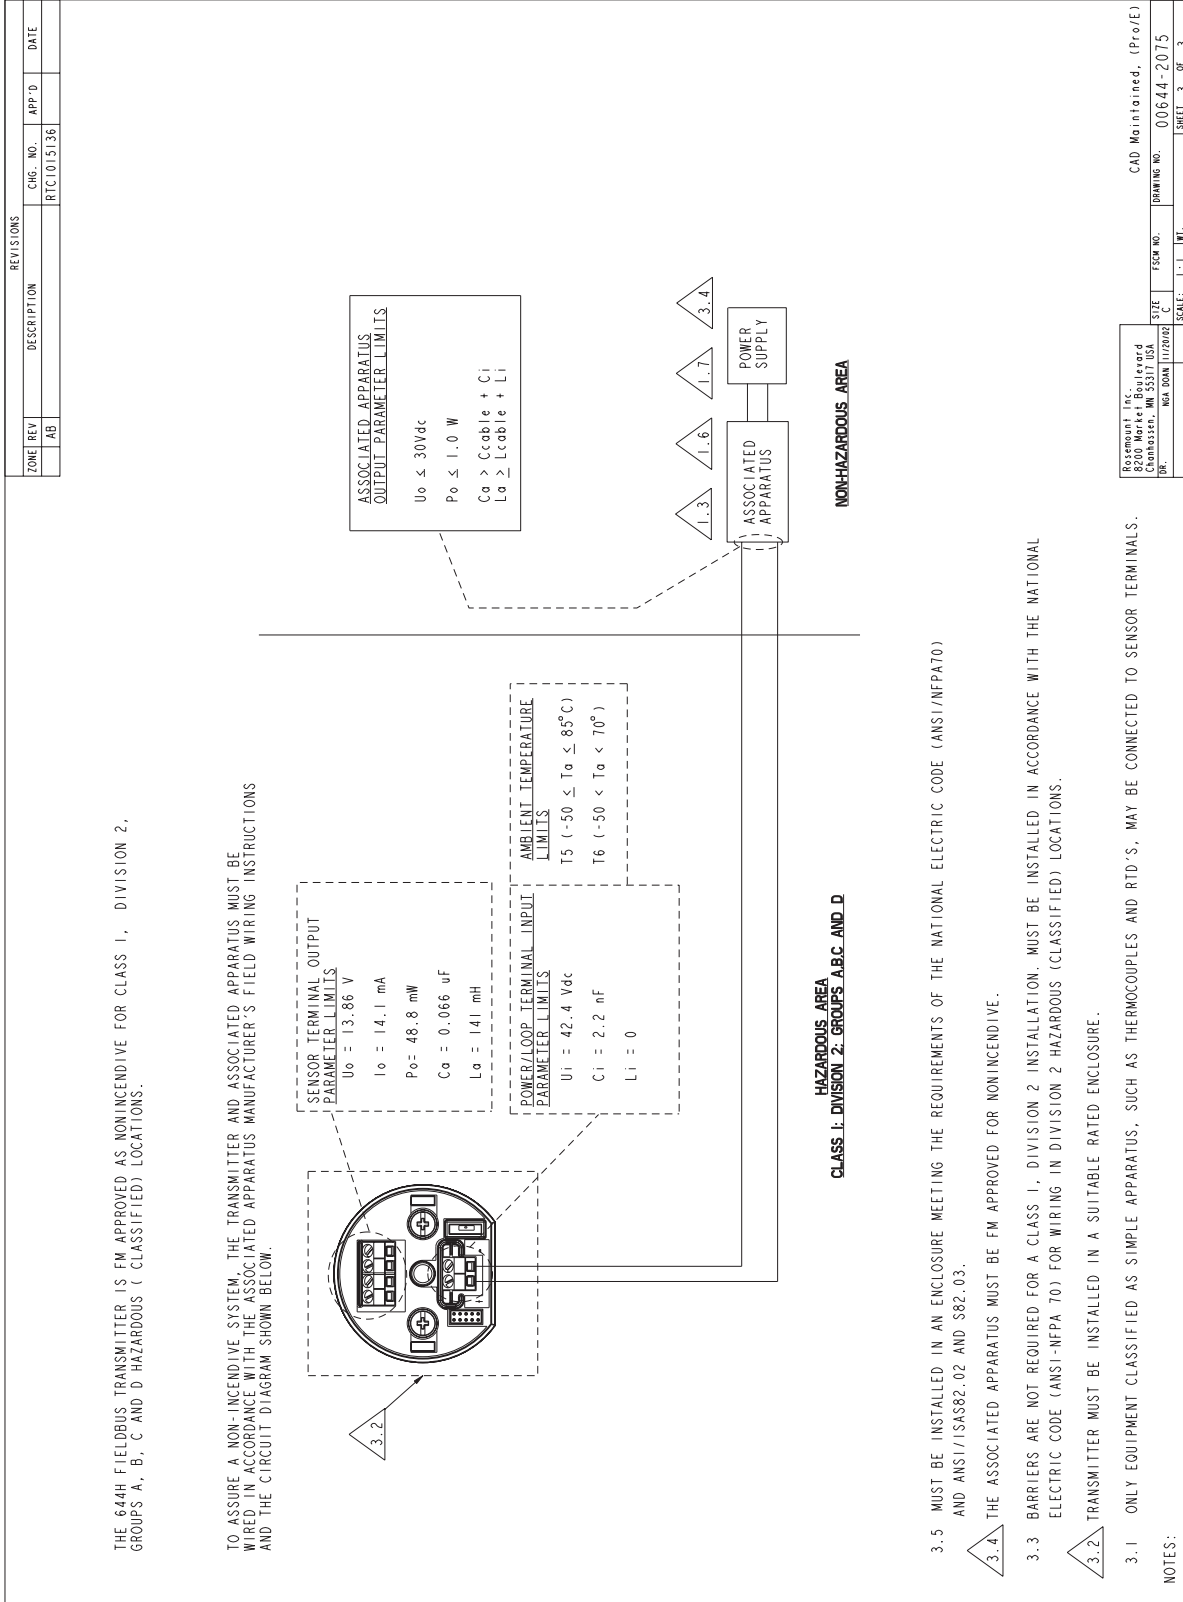 REVISIONS
ZONE REV DESCRIPTION CHG. NO. APP'D DATE
AB RTC1015136
THE 644H FIELDBUS TRANSMITTER IS FM APPROVED AS NONINCENDIVE FOR CLASS I, DIVISION 2,
GROUPS A, B, C AND D HAZARDOUS ( CLASSIFIED) LOCATIONS.
TO ASSURE A NON-INCENDIVE SYSTEM, THE TRANSMITTER AND ASSOCIATED APPARATUS MUST BE
WIRED IN ACCORDANCE WITH THE ASSOCIATED APPARATUS MANUFACTURER'S FIELD WIRING INSTRUCTIONS
AND THE CIRCUIT DIAGRAM SHOWN BELOW.
3.2
SENSOR TERMINAL OUTPUT
PARAMETER LIMITS
Uo = 13.86 V
Io = 14.1 mA
Po= 48.8 mW
Ca = 0.066 uF
La = 141 mH
POWER/LOOP TERMINAL INPUT
PARAMETER LIMITS
Ui = 42.4 Vdc
Ci = 2.2 nF
Li = 0
AMBIENT TEMPERATURE
LIMITS
T5 (-50 ≤ Ta ≤ 85°C)
T6 (-50 < Ta < 70°)
ASSOCIATED APPARATUS
OUTPUT PARAMETER LIMITS
Uo ≤ 30Vdc
Po ≤ 1.0 W
Ca > Ccable + Ci
La ≥ Lcable + Li
1.3 1.6 1.7 3.4
ASSOCIATED
APPARATUS
POWER
SUPPLY
HAZARDOUS AREA
CLASS I: DIVISION 2: GROUPS A,B,C AND D
NON-HAZARDOUS AREA
3.5 MUST BE INSTALLED IN AN ENCLOSURE MEETING THE REQUIREMENTS OF THE NATIONAL ELECTRIC CODE (ANSI/NFPA70)
AND ANSI/ISAS82.02 AND S82.03.
3.4 THE ASSOCIATED APPARATUS MUST BE FM APPROVED FOR NONINCENDIVE.
3.3 BARRIERS ARE NOT REQUIRED FOR A CLASS I, DIVISION 2 INSTALLATION. MUST BE INSTALLED IN ACCORDANCE WITH THE NATIONAL
ELECTRIC CODE (ANSI-NFPA 70) FOR WIRING IN DIVISION 2 HAZARDOUS (CLASSIFIED) LOCATIONS.
3.2 TRANSMITTER MUST BE INSTALLED IN A SUITABLE RATED ENCLOSURE.
3.1 ONLY EQUIPMENT CLASSIFIED AS SIMPLE APPARATUS, SUCH AS THERMOCOUPLES AND RTD'S, MAY BE CONNECTED TO SENSOR TERMINALS.
NOTES:
CAD Maintained, (Pro/E)
Rosemount Inc.
8200 Market Boulevard
Chanhassen, MN 55317 USA
DR. NGA DOAN 11/20/02
SIZE C
FSCM NO.
DRAWING NO. 00644-2075
SCALE: 1:1 WT. SHEET 3 OF 3